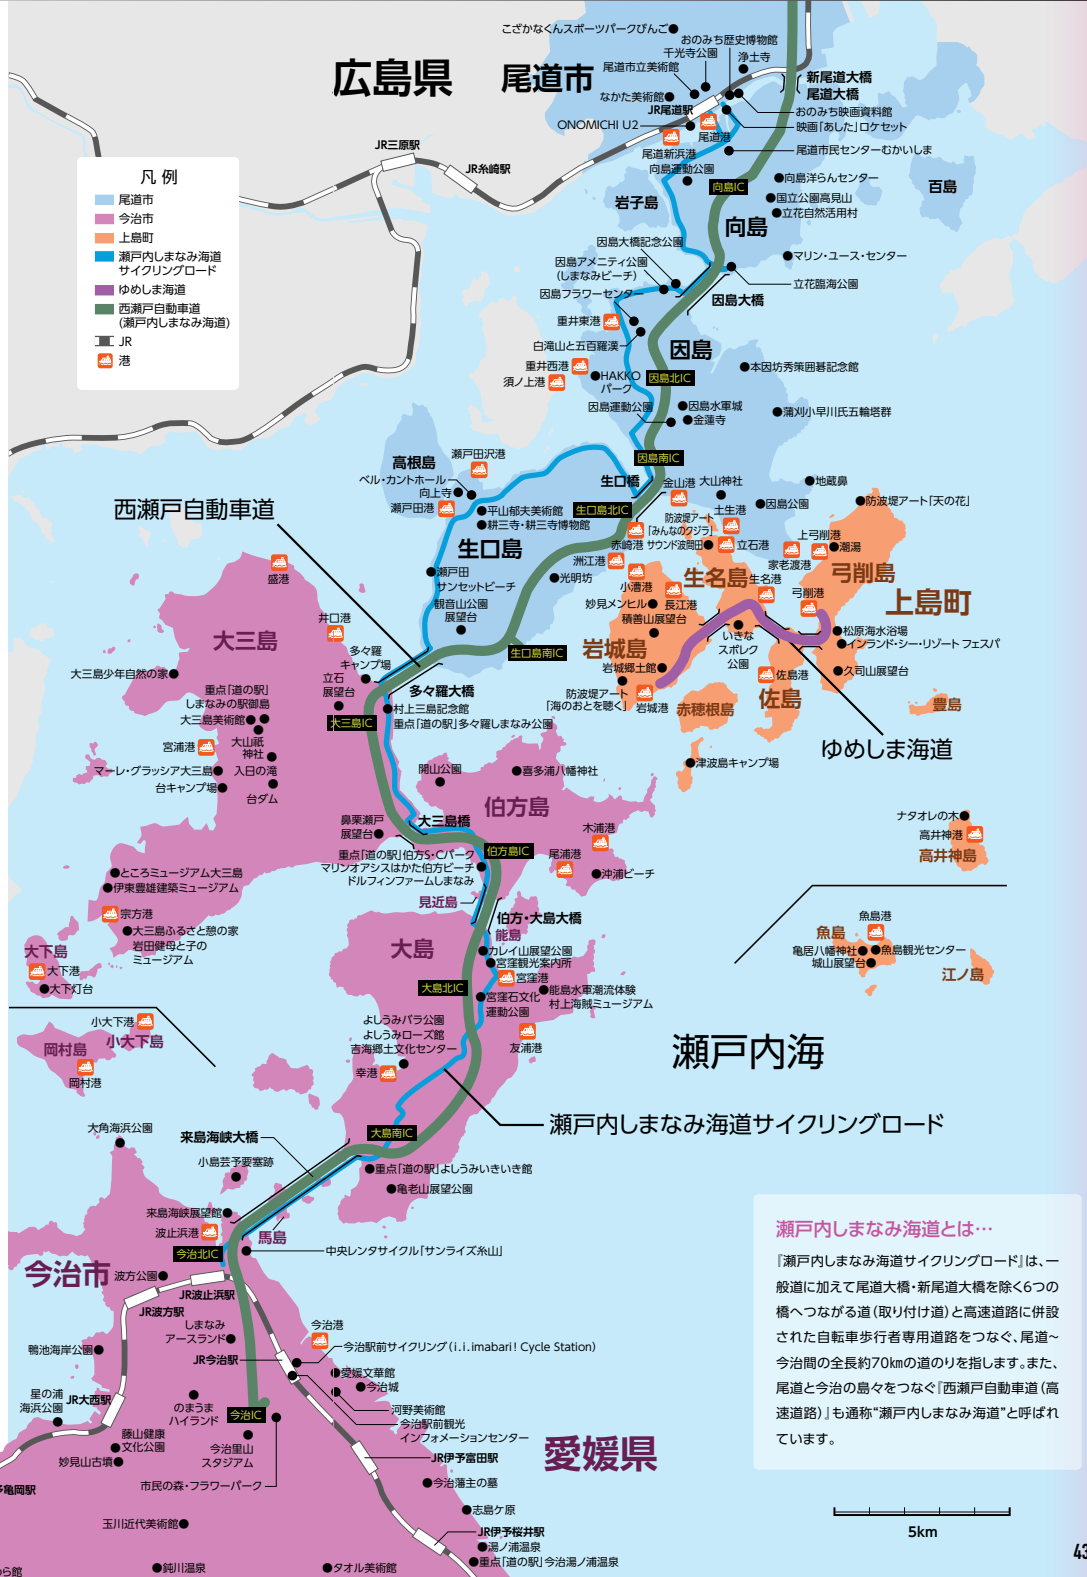 広島県
尾道市
こざかなくんスポーツパークびんご
おのみち歴史博物館
千光寺公園
浄土寺
尾道市立美術館
なかた美術館
JR尾道駅
ONOMICHI U2
新尾道大橋
尾道大橋
おのみち映画資料館
映画「あした」ロケセット
尾道港
尾道新浜港
尾道市民センターむかいしま
JR三原駅
JR糸崎駅
向島運動公園
向島IC
向島洋らんセンター
国立公園高見山
立花自然活用村
百島
岩子島
向島
凡例
尾道市
今治市
上島町
瀬戸内しまなみ海道
サイクリングロード
ゆめしま海道
西瀬戸自動車道
(瀬戸内しまなみ海道)
JR
港
因島大橋記念公園
因島アメニティ公園
(しまなみビーチ)
因島フラワーセンター
マリン・ユース・センター
立花臨海公園
因島大橋
重井東港
白滝山と五百羅漢
因島
重井西港
須ノ上港
HAKKO
パーク
因島北IC
本因坊秀策囲碁記念館
因島運動公園
因島水軍城
金蓮寺
蒲刈小早川氏五輪塔群
因島南IC
高根島
瀬戸田沢港
ベル・カントホール
向上寺
瀬戸田港
平山郁夫美術館
耕三寺・耕三寺博物館
生口橋
生口島北IC
金山港
大山神社
地蔵鼻
因島公園
防波堤アート「天の花」
土生港
防波堤アート
「みんなのクジラ」
赤崎港
サウンド波間田
立石港
上弓削港
潮湯
家老渡港
西瀬戸自動車道
生口島
瀬戸田
サンセットビーチ
光明坊
観音山公園
展望台
洲江港
小漕港
生名島
生名港
弓削島
弓削港
上島町
妙見メンヒル
長江港
積善山展望台
岩城島
いきな
スポレク
公園
松原海水浴場
インランド・シー・リゾート フェスパ
久司山展望台
佐島港
佐島
岩城郷土館
防波堤アート
「海のおとを聴く」
岩城港
赤穂根島
豊島
ゆめしま海道
津波島キャンプ場
盛港
大三島
井口港
多々羅
キャンプ場
立石
展望台
生口島南IC
多々羅大橋
大三島IC
村上三島記念館
重点「道の駅」多々羅しまなみ公園
大三島少年自然の家
重点「道の駅」
しまなみの駅御島
大三島美術館
宮浦港
大山祇
神社
マーレ・グラッシア大三島
入日の滝
台キャンプ場
台ダム
開山公園
喜多浦八幡神社
伯方島
鼻栗瀬戸
展望台
大三島橋
木浦港
伯方島IC
尾浦港
沖浦ビーチ
重点「道の駅」伯方S・Cパーク
マリンオアシスはかた伯方ビーチ
ドルフィンファームしまなみ
見近島
ナタオレの木
高井神港
高井神島
ところミュージアム大三島
伊東豊雄建築ミュージアム
宗方港
大三島ふるさと憩の家
岩田健母と子の
ミュージアム
大下島
大下港
大下灯台
伯方・大島大橋
能島
カレイ山展望公園
宮窪観光案内所
宮窪港
大島
大島北IC
宮窪石文化
運動公園
能島水軍潮流体験
村上海賊ミュージアム
友浦港
魚島港
魚島
亀居八幡神社
魚島観光センター
城山展望台
江ノ島
小大下港
小大下島
岡村島
岡村港
よしうみバラ公園
よしうみローズ館
吉海郷土文化センター
幸港
瀬戸内海
瀬戸内しまなみ海道サイクリングロード
大角海浜公園
来島海峡大橋
小島芸予要塞跡
大島南IC
重点「道の駅」よしうみいきいき館
亀老山展望公園
来島海峡展望館
波止浜港
馬島
今治北IC
中央レンタサイクル「サンライズ糸山」
今治市
波方公園
JR波止浜駅
JR波方駅
しまなみ
アースランド
今治港
今治駅前サイクリング(i.i.imabari! Cycle Station)
鴨池海岸公園
JR今治駅
愛媛文華館
今治城
星の浦
海浜公園
JR大西駅
のまうま
ハイランド
今治IC
河野美術館
今治駅前観光
インフォメーションセンター
藤山健康
文化公園
妙見山古墳
今治里山
スタジアム
市民の森・フラワーパーク
JR伊予富田駅
愛媛県
今治藩主の墓
志島ケ原
予亀岡駅
玉川近代美術館
JR伊予桜井駅
湯ノ浦温泉
重点「道の駅」今治湯ノ浦温泉
鈍川温泉
タオル美術館
ら館
瀬戸内しまなみ海道とは…
『瀬戸内しまなみ海道サイクリングロード』は、一
般道に加えて尾道大橋・新尾道大橋を除く6つの
橋へつながる道(取り付け道)と高速道路に併設
された自転車歩行者専用道路をつなぐ、尾道～
今治間の全長約70kmの道のりを指します。また、
尾道と今治の島々をつなぐ『西瀬戸自動車道(高
速道路)』も通称“瀬戸内しまなみ海道”と呼ばれ
ています。
5km
43